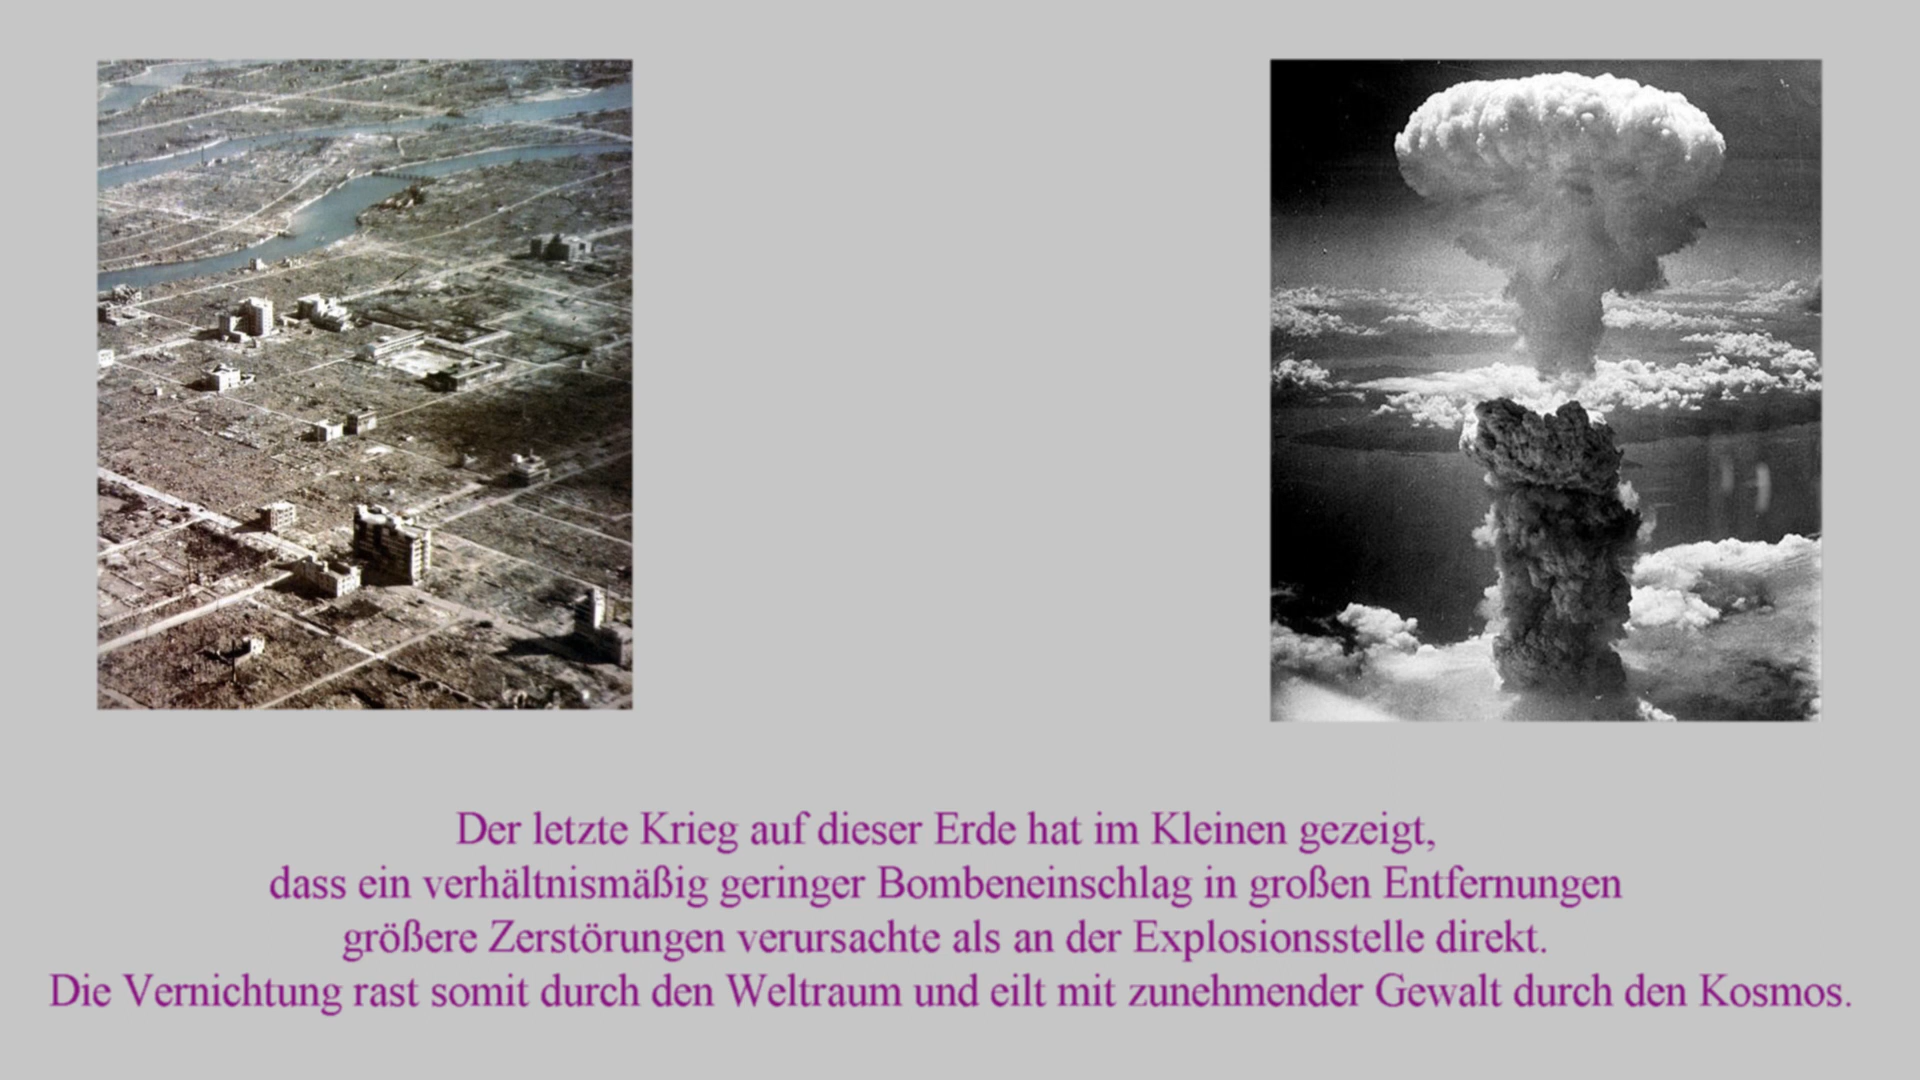 Der letzte Krieg auf dieser Erde hat im Kleinen gezeigt,
dass ein verhältnismäßig geringer Bombeneinschlag in großen Entfernungen
größere Zerstörungen verursachte als an der Explosionsstelle direkt.
Die Vernichtung rast somit durch den Weltraum und eilt mit zunehmender Gewalt durch den Kosmos.